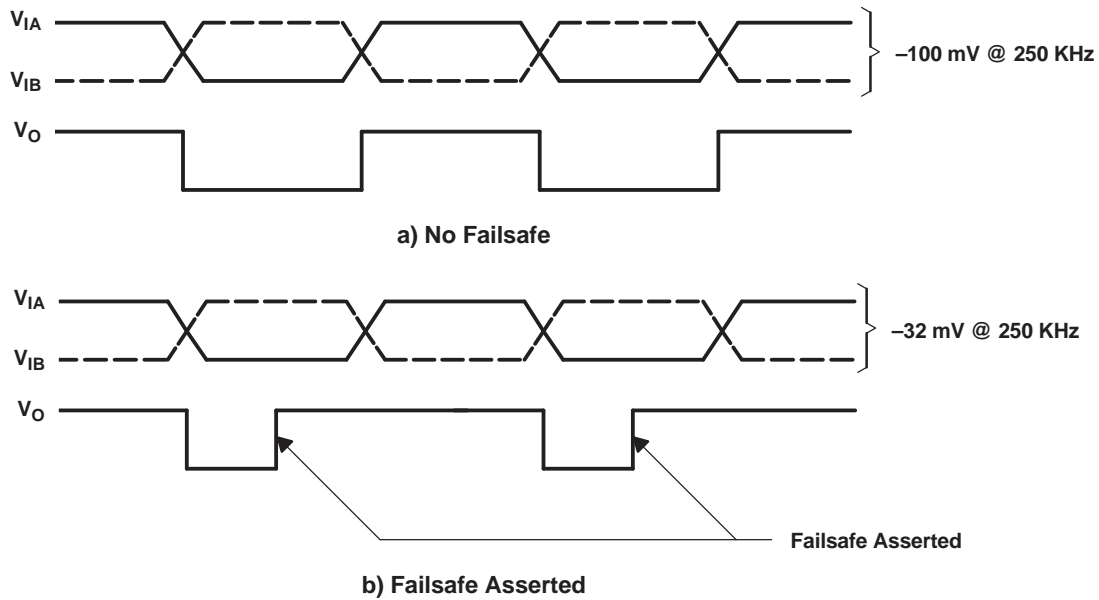 VIA
VIB
–100 mV @ 250 KHz
VO
a) No Failsafe
VIA
VIB
–32 mV @ 250 KHz
VO
Failsafe Asserted
b) Failsafe Asserted